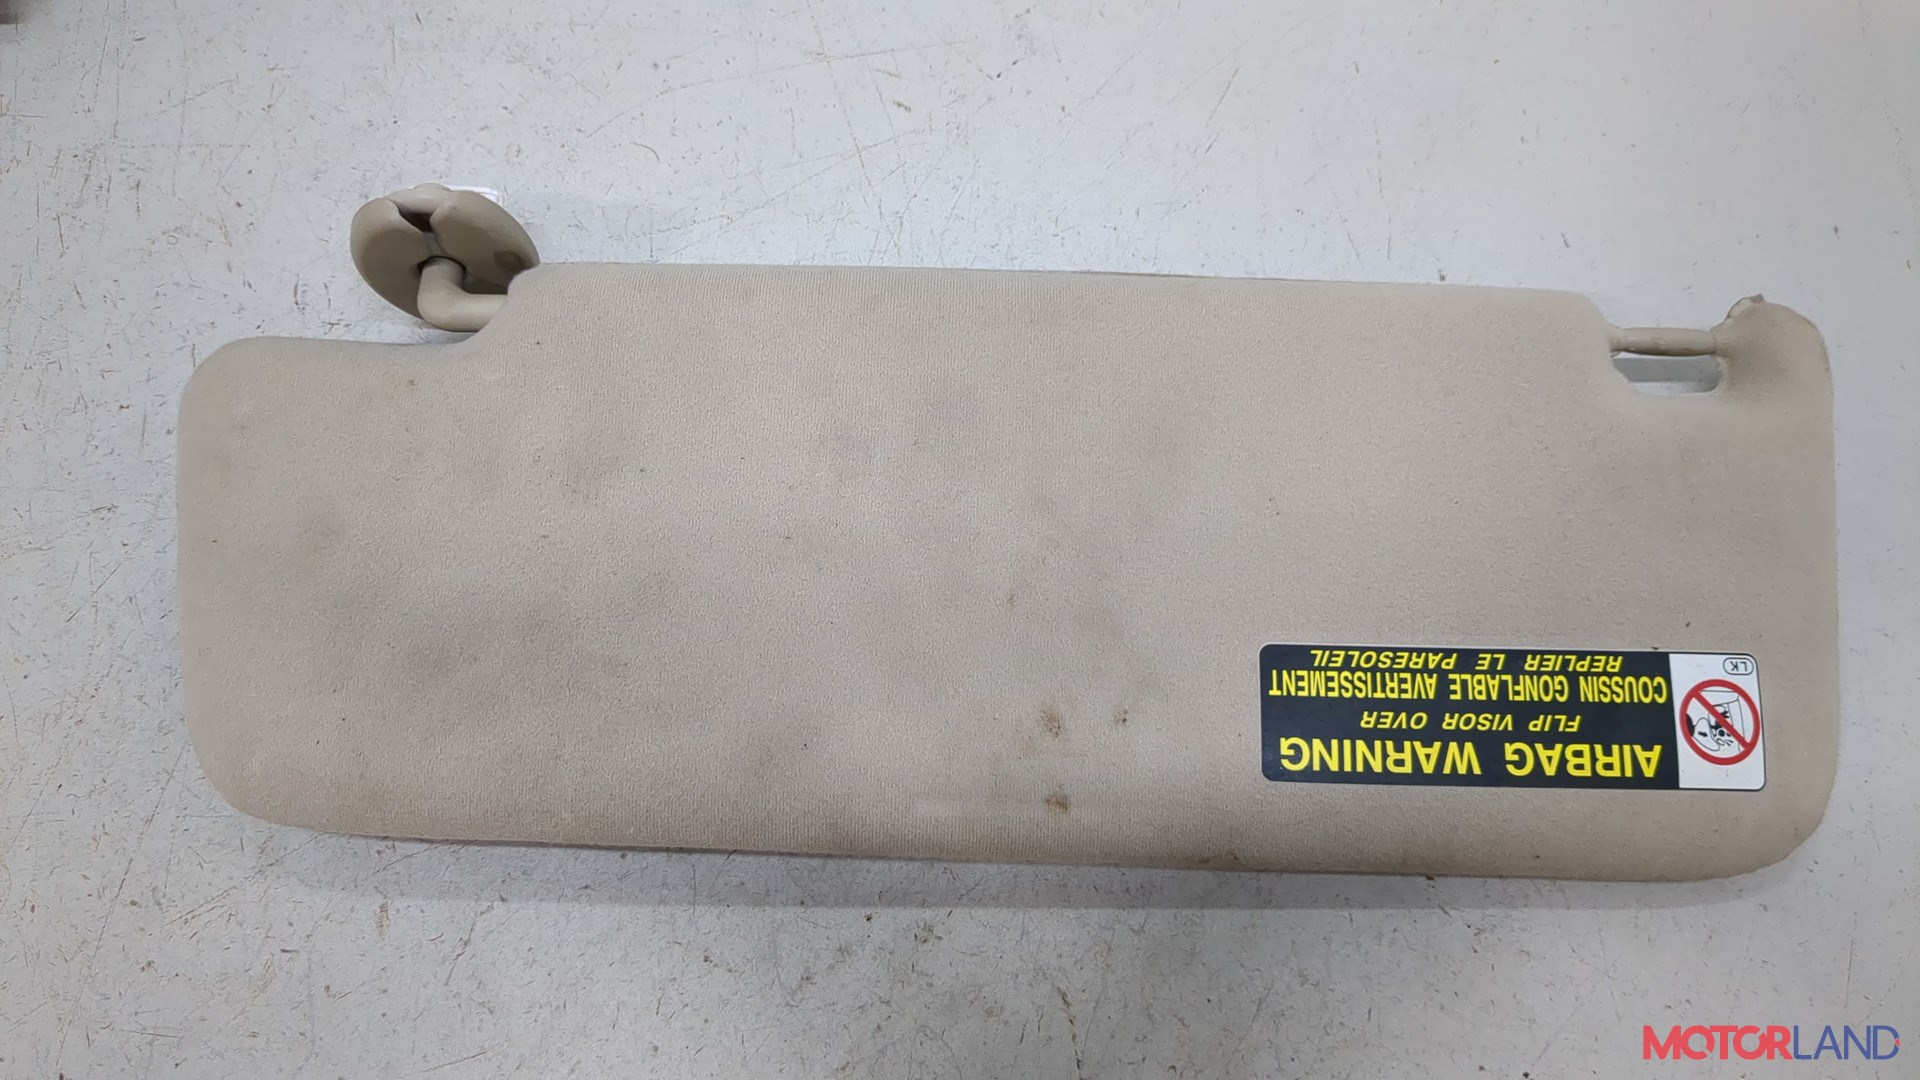 AIRBAG WARNING
FLIP VISOR OVER
COUSSIN GONFLABLE AVERTISSEMENT
REPLIER LE PARESOLEIL
LK
MOTORLAND